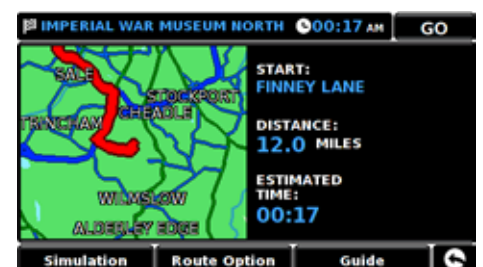 IMPERIAL WAR MUSEUM NORTH 00:17 AM GO
SALE
STOCKPORT
CHEADLE
TRINCHAM
WILMSLOW
ALDERLEY EDGE
START:
FINNEY LANE
DISTANCE:
12.0 MILES
ESTIMATED
TIME:
00:17
Simulation Route Option Guide